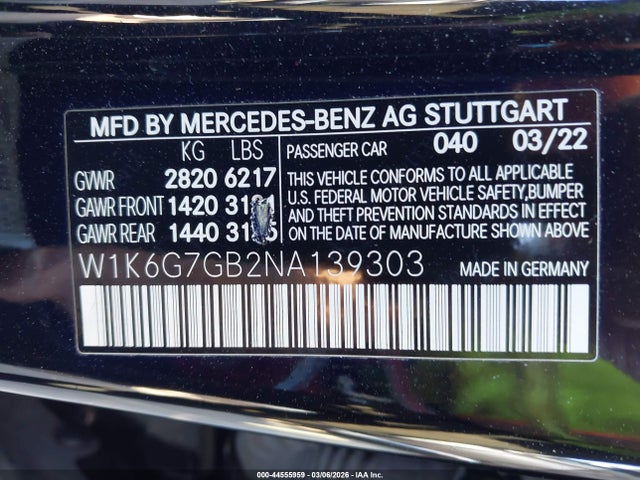 MFD BY MERCEDES-BENZ AG STUTTGART
KG LBS
PASSENGER CAR 040 03/22
GVWR 2820 6217
GAWR FRONT 1420
GAWR REAR 1440
THIS VEHICLE CONFORMS TO ALL APPLICABLE
U.S. FEDERAL MOTOR VEHICLE SAFETY,BUMPER
AND THEFT PREVENTION STANDARDS IN EFFECT
ON THE DATE OF MANUFACTURE SHOWN ABOVE.
W1K6G7GB2NA139303
MADE IN GERMANY
000-44555959 | 03/06/2026 | IAA Inc.